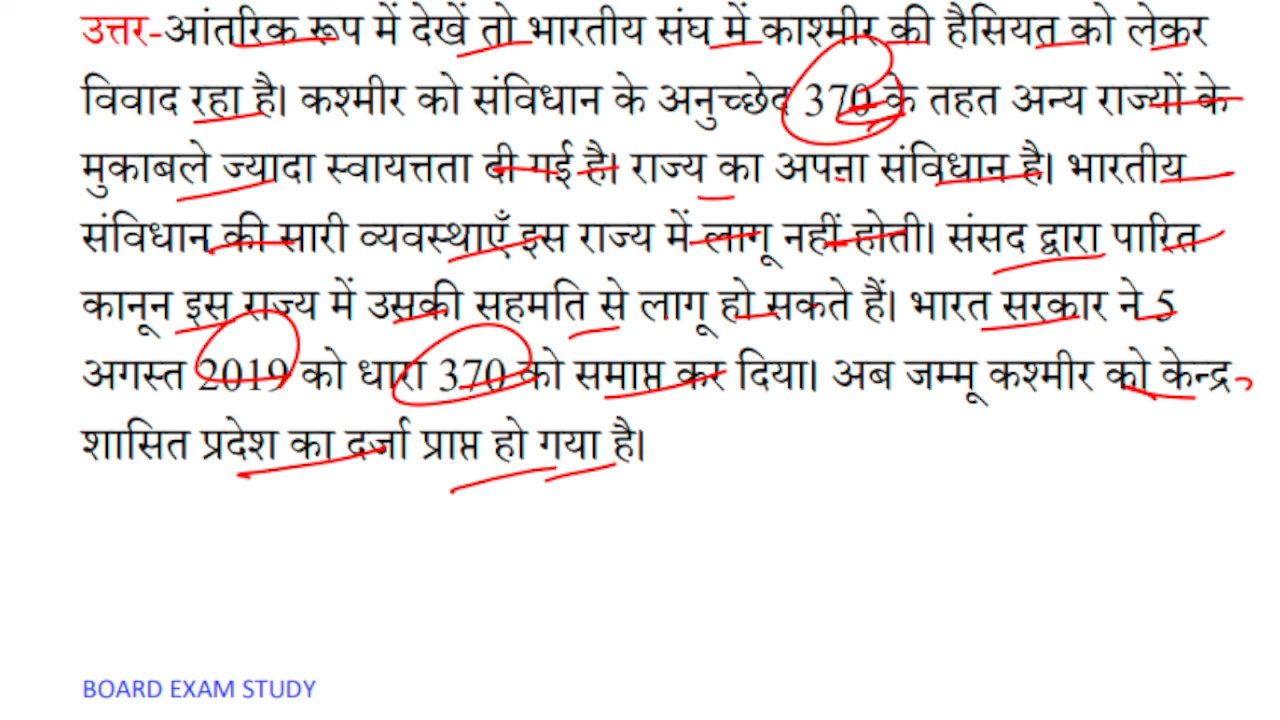 उत्तर-आंतरिक रूप में देखें तो भारतीय संघ में काश्मीर की हैसियत को लेकर
विवाद रहा है। कश्मीर को संविधान के अनुच्छेद 370 के तहत अन्य राज्यों के
मुकाबले ज्यादा स्वायत्तता दी गई है। राज्य का अपना संविधान है। भारतीय
संविधान की सारी व्यवस्थाएँ इस राज्य में लागू नहीं होती। संसद द्वारा पारित
कानून इस राज्य में उसकी सहमति से लागू हो सकते हैं। भारत सरकार ने 5
अगस्त 2019 को धारा 370 को समाप्त कर दिया। अब जम्मू कश्मीर को केन्द्र
शासित प्रदेश का दर्जा प्राप्त हो गया है।
BOARD EXAM STUDY